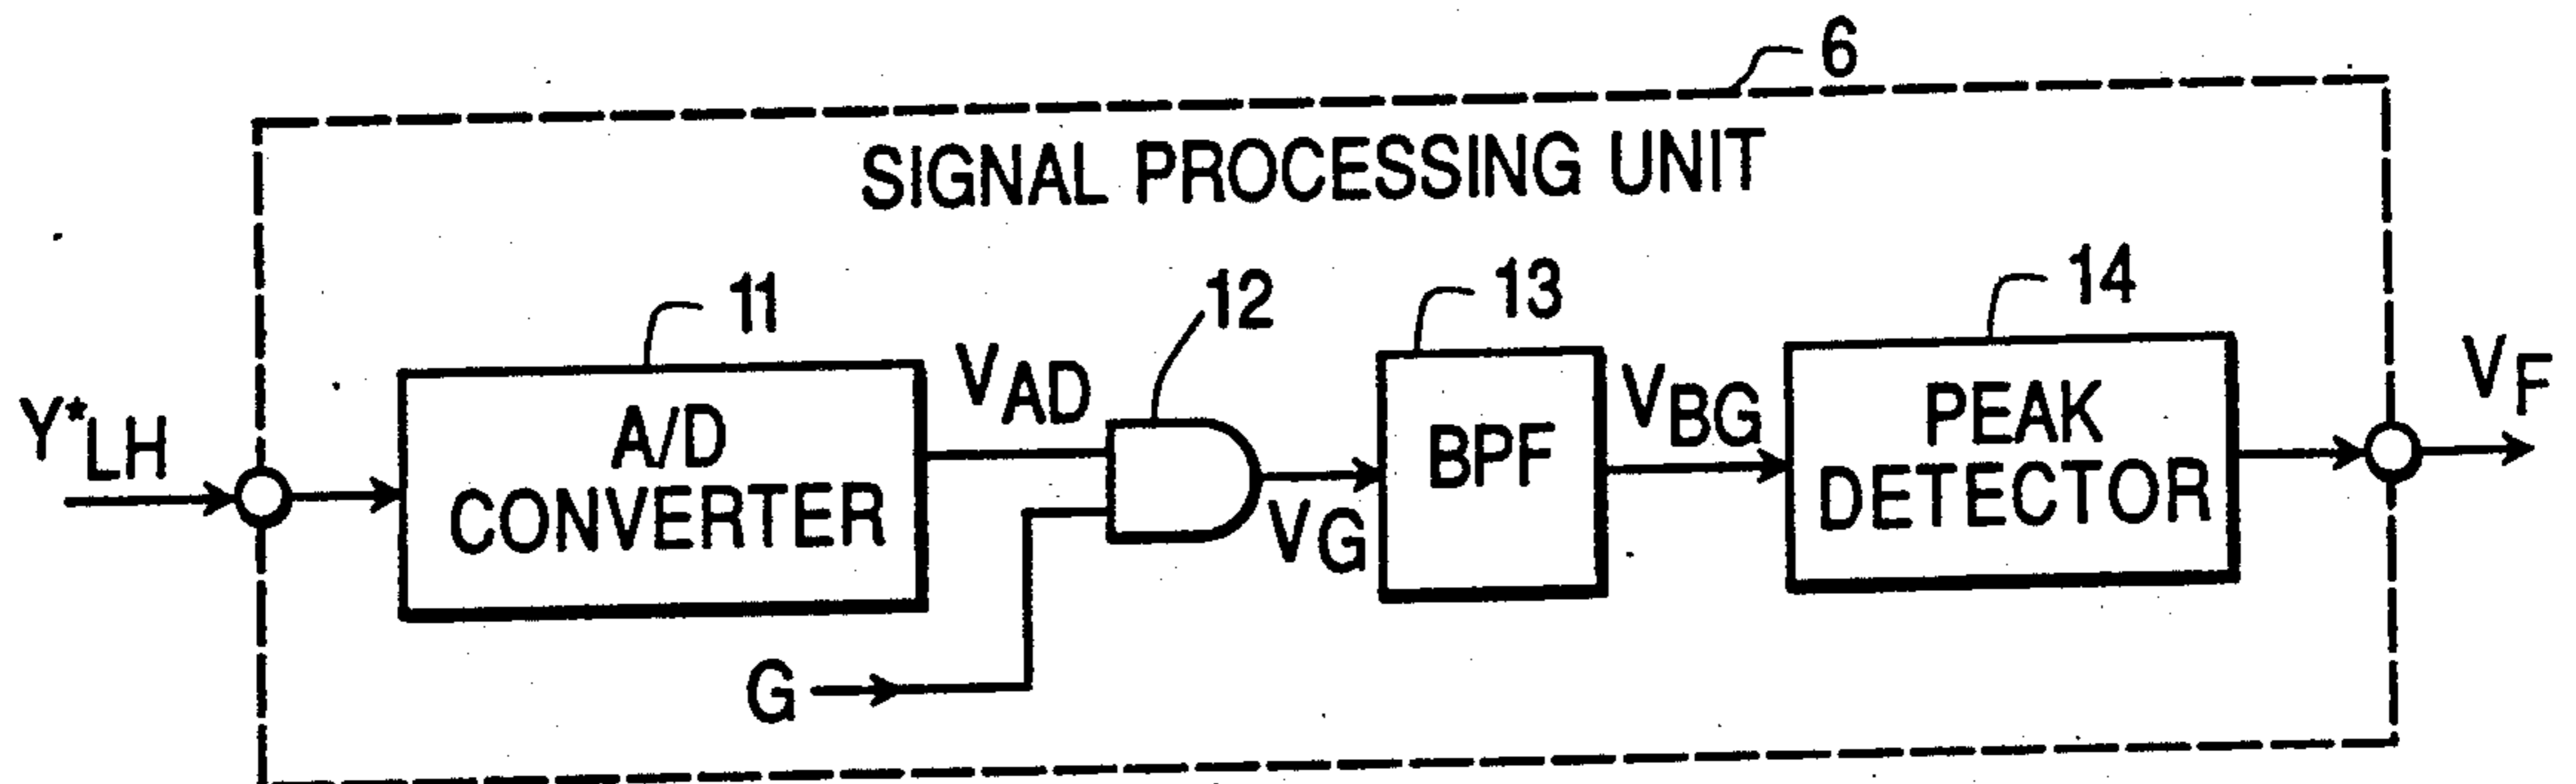 6
SIGNAL PROCESSING UNIT
11
12
13
14
Y*LH
A/D
CONVERTER
VAD
VG
BPF
VBG
PEAK
DETECTOR
VF
G